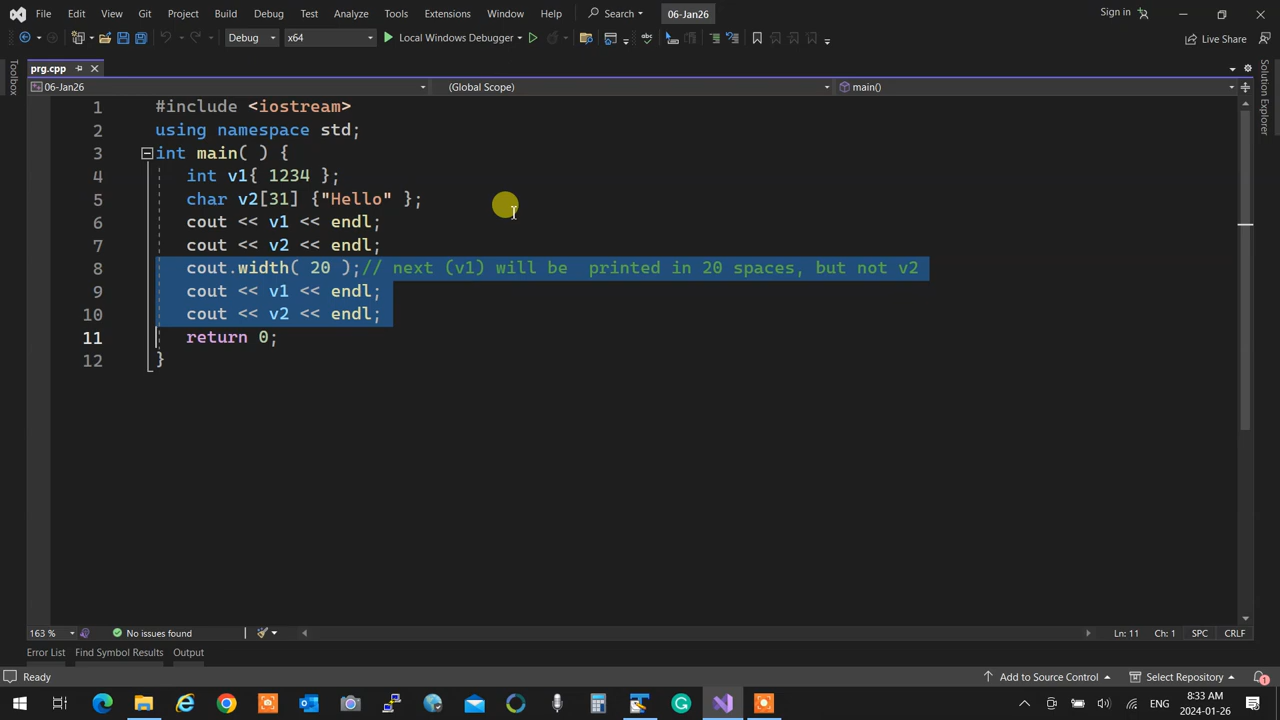 File Edit View Git Project Build Debug Test Analyze Tools Extensions Window Help Search 06-Jan26 Sign in
Debug x64 Local Windows Debugger Live Share
prg.cpp
06-Jan26 (Global Scope) main()
Toolbox
Solution Explorer
1 #include <iostream>
2 using namespace std;
3 int main( ) {
4 int v1{ 1234 };
5 char v2[31] {"Hello" };
6 cout << v1 << endl;
7 cout << v2 << endl;
8 cout.width( 20 );// next (v1) will be  printed in 20 spaces, but not v2
9 cout << v1 << endl;
10 cout << v2 << endl;
11 return 0;
12 }
163 % No issues found Ln: 11 Ch: 1 SPC CRLF
Error List Find Symbol Results Output
Ready Add to Source Control Select Repository 1
ENG 8:33 AM
2024-01-26